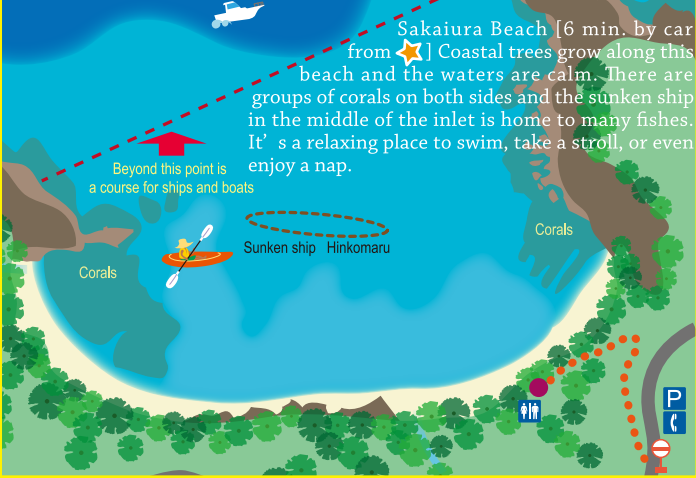 Sakaiura Beach [6 min. by car
from ] Coastal trees grow along this
beach and the waters are calm. There are
groups of corals on both sides and the sunken ship
in the middle of the inlet is home to many fishes.
It’ s a relaxing place to swim, take a stroll, or even
enjoy a nap.
Beyond this point is
a course for ships and boats
Sunken ship Hinkomaru
Corals
Corals
P